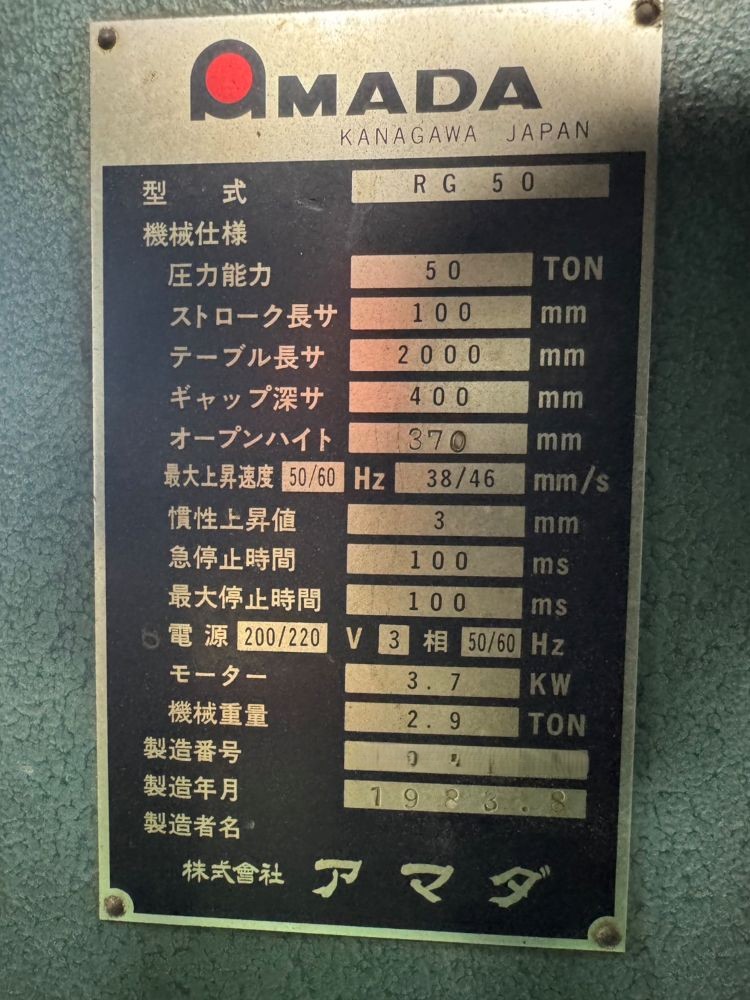 AMADA
KANAGAWA JAPAN
型 式 RG 50
機械仕様
圧力能力 50 TON
ストローク長サ 100 mm
テーブル長サ 2000 mm
ギャップ深サ 400 mm
オープンハイト 370 mm
最大上昇速度 50/60 Hz 38/46 mm/s
慣性上昇値 3 mm
急停止時間 100 ms
最大停止時間 100 ms
電源 200/220 V 3 相 50/60 Hz
モーター 3.7 KW
機械重量 2.9 TON
製造番号
製造年月 1983.8
製造者名
株式會社 アマダ